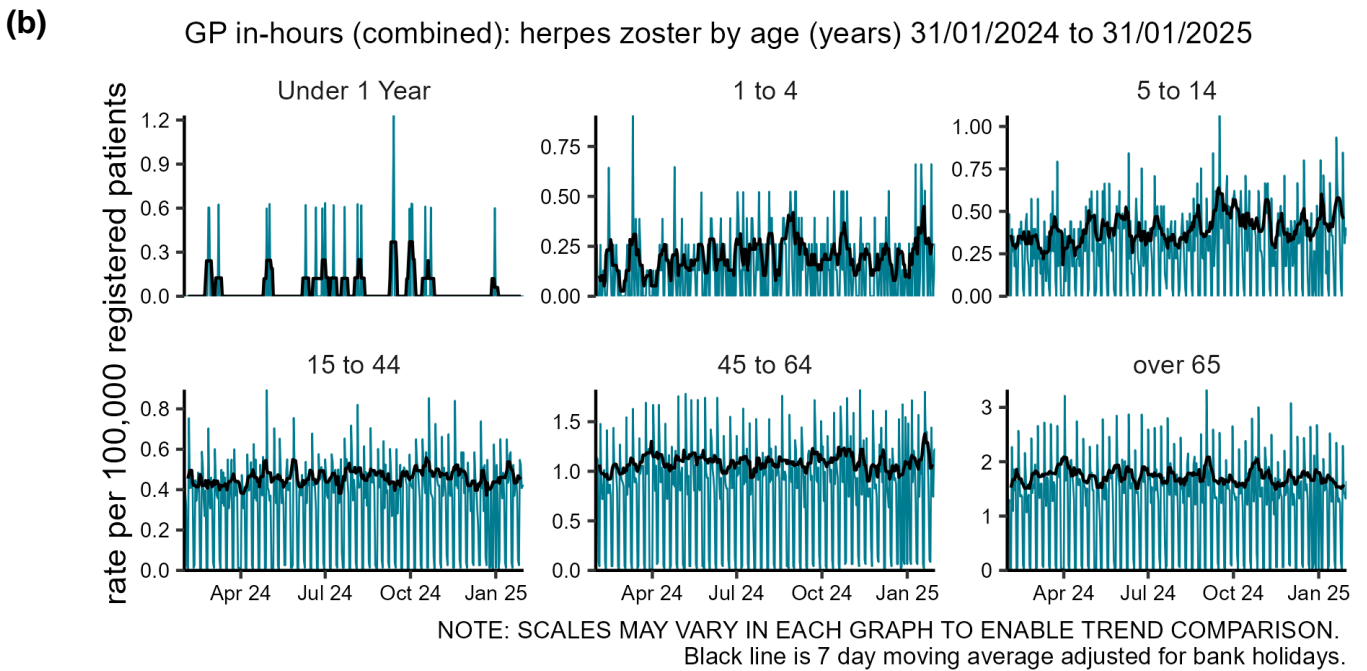 (b)
GP in-hours (combined): herpes zoster by age (years) 31/01/2024 to 31/01/2025
rate per 100,000 registered patients
Under 1 Year
1.2
0.9
0.6
0.3
0.0
1 to 4
0.75
0.50
0.25
0.00
5 to 14
1.00
0.75
0.50
0.25
0.00
15 to 44
0.8
0.6
0.4
0.2
0.0
Apr 24 Jul 24 Oct 24 Jan 25
45 to 64
1.5
1.0
0.5
0.0
Apr 24 Jul 24 Oct 24 Jan 25
over 65
3
2
1
0
Apr 24 Jul 24 Oct 24 Jan 25
NOTE: SCALES MAY VARY IN EACH GRAPH TO ENABLE TREND COMPARISON.
Black line is 7 day moving average adjusted for bank holidays.